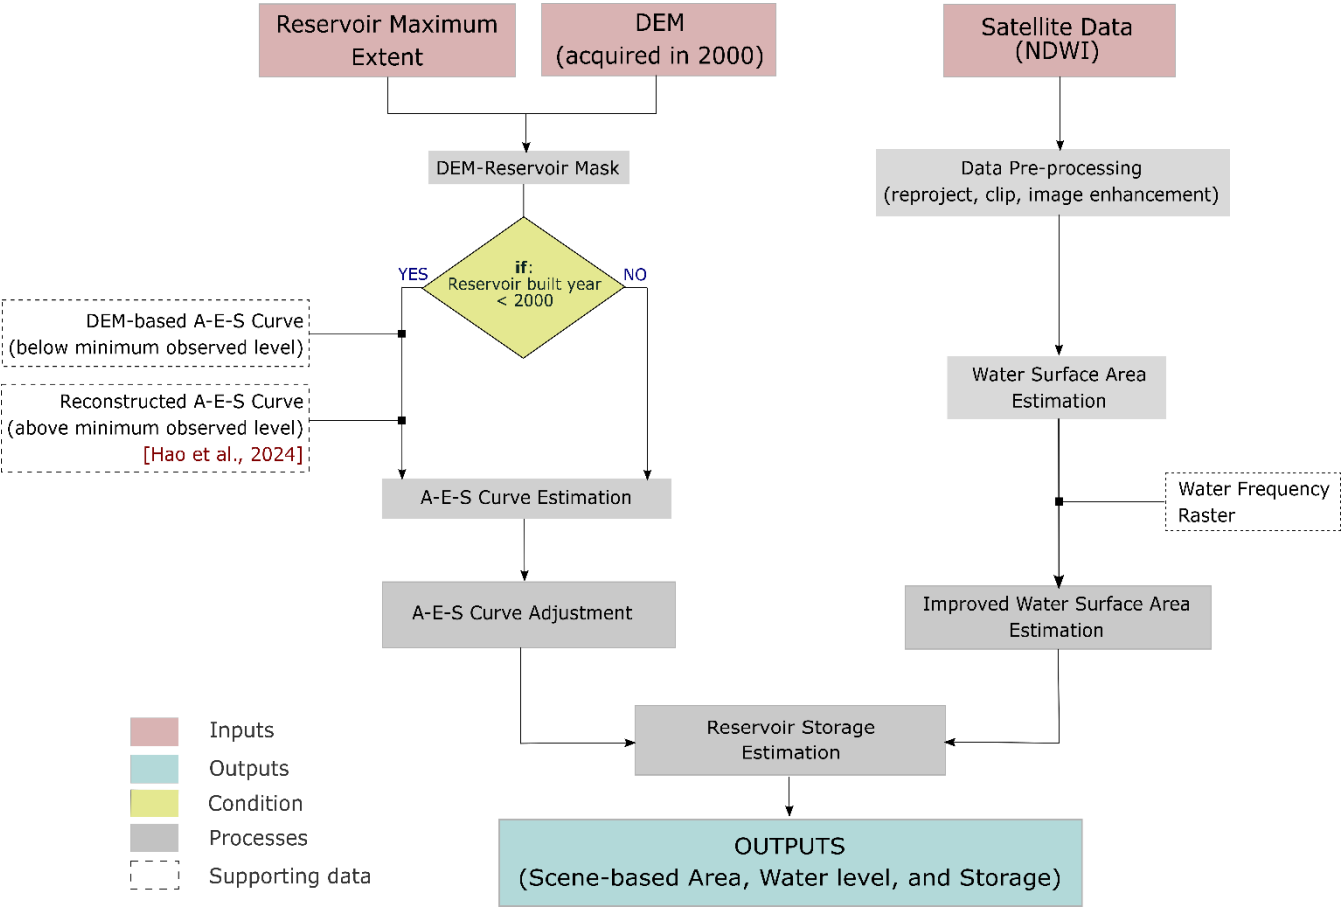 Reservoir Maximum
Extent
DEM
(acquired in 2000)
Satellite Data
(NDWI)
DEM-Reservoir Mask
Data Pre-processing
(reproject, clip, image enhancement)
if:
Reservoir built year
< 2000
YES
NO
DEM-based A-E-S Curve
(below minimum observed level)
Reconstructed A-E-S Curve
(above minimum observed level)
[Hao et al., 2024]
Water Surface Area
Estimation
A-E-S Curve Estimation
Water Frequency
Raster
A-E-S Curve Adjustment
Improved Water Surface Area
Estimation
Reservoir Storage
Estimation
Inputs
Outputs
Condition
Processes
Supporting data
OUTPUTS
(Scene-based Area, Water level, and Storage)